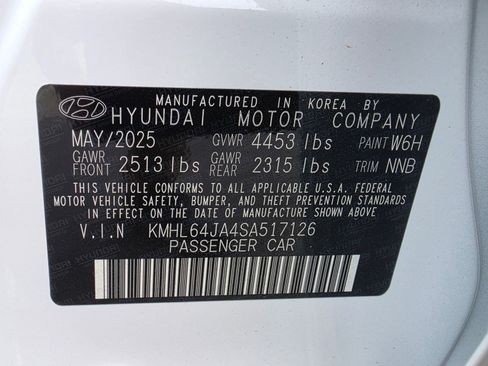 MANUFACTURED IN KOREA BY
HYUNDAI MOTOR COMPANY
MAY/2025 GVWR 4453 lbs PAINT W6H
GAWR FRONT 2513 lbs GAWR REAR 2315 lbs TRIM NNB
THIS VEHICLE CONFORMS TO ALL APPLICABLE U.S.A. FEDERAL
MOTOR VEHICLE SAFETY, BUMPER, AND THEFT PREVENTION STANDARDS
IN EFFECT ON THE DATE OF MANUFACTURE SHOWN ABOVE.
V.I.N KMHL64JA4SA517126
PASSENGER CAR